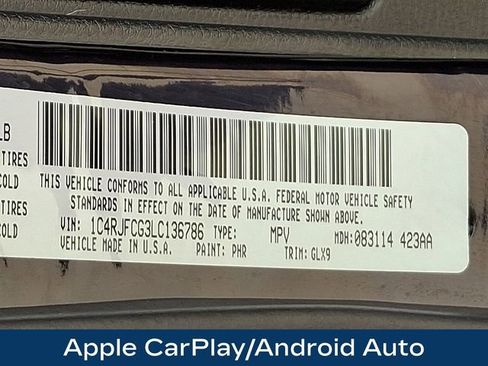 LB
TIRES
COLD
TIRES
COLD
THIS VEHICLE CONFORMS TO ALL APPLICABLE U.S.A. FEDERAL MOTOR VEHICLE SAFETY
STANDARDS IN EFFECT ON THE DATE OF MANUFACTURE SHOWN ABOVE.
VIN: 1C4RJFCG3LC136786 TYPE: MPV MDH: 083114 423AA
VEHICLE MADE IN U.S.A. PAINT: PHR TRIM: GLX9
Apple CarPlay/Android Auto